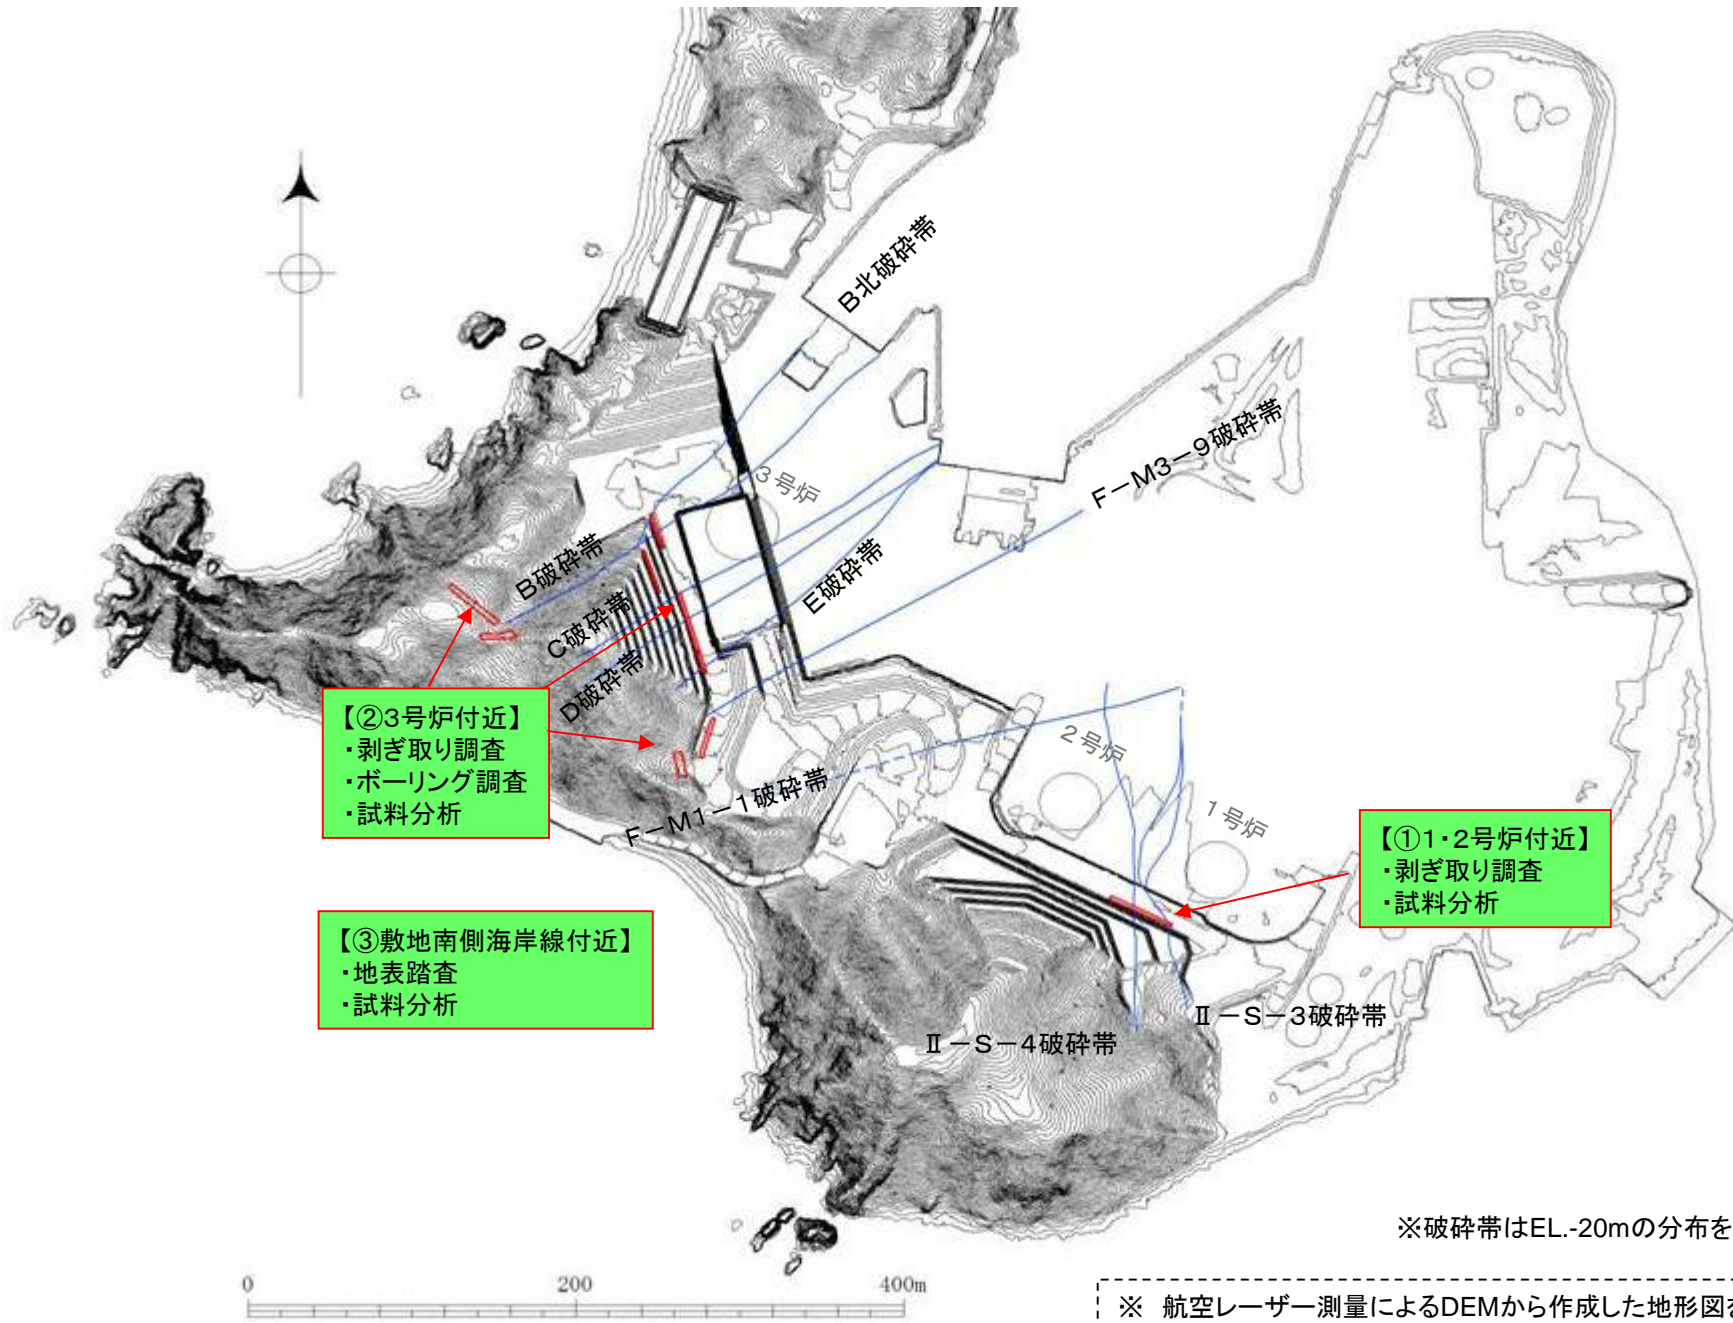 B北破砕帯
F-M3-9破砕帯
3号炉
B破砕帯
E破砕帯
C破砕帯
D破砕帯
【②3号炉付近】
・剥ぎ取り調査
・ボーリング調査
・試料分析
2号炉
F-M1-1破砕帯
1号炉
【①1・2号炉付近】
・剥ぎ取り調査
・試料分析
【③敷地南側海岸線付近】
・地表踏査
・試料分析
Ⅱ-S-3破砕帯
Ⅱ-S-4破砕帯
※破砕帯はEL.-20mの分布を
0 200 400m
※ 航空レーザー測量によるDEMから作成した地形図